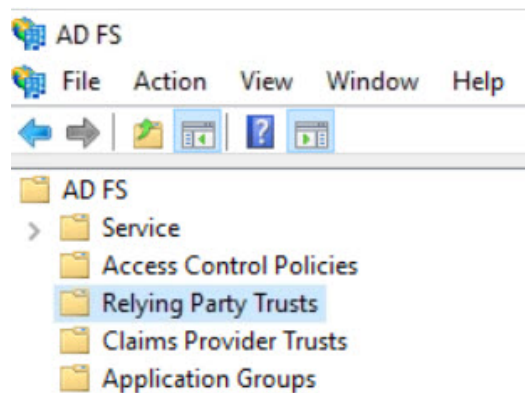 AD FS
File Action View Window Help
AD FS
Service
Access Control Policies
Relying Party Trusts
Claims Provider Trusts
Application Groups